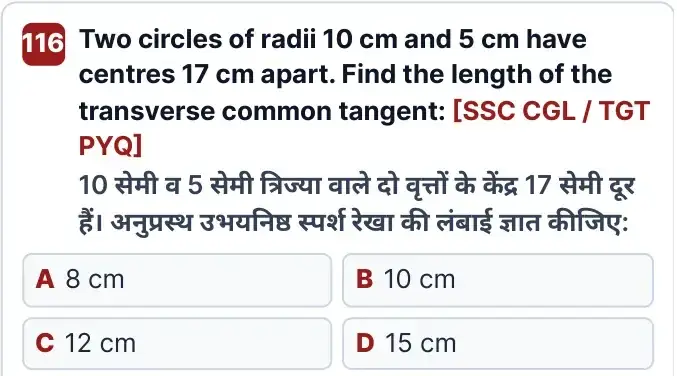 116 Two circles of radii 10 cm and 5 cm have
centres 17 cm apart. Find the length of the
transverse common tangent: [SSC CGL / TGT
PYQ]
10 सेमी व 5 सेमी त्रिज्या वाले दो वृत्तों के केंद्र 17 सेमी दूर
हैं। अनुप्रस्थ उभयनिष्ठ स्पर्श रेखा की लंबाई ज्ञात कीजिए:
A 8 cm
B 10 cm
C 12 cm
D 15 cm